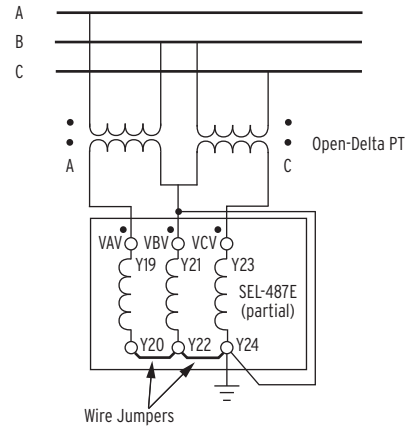 A
B
C
Open-Delta PT
A
C
VAV
VBV
VCV
Y19
Y21
Y23
SEL-487E
(partial)
Y20
Y22
Y24
Wire Jumpers